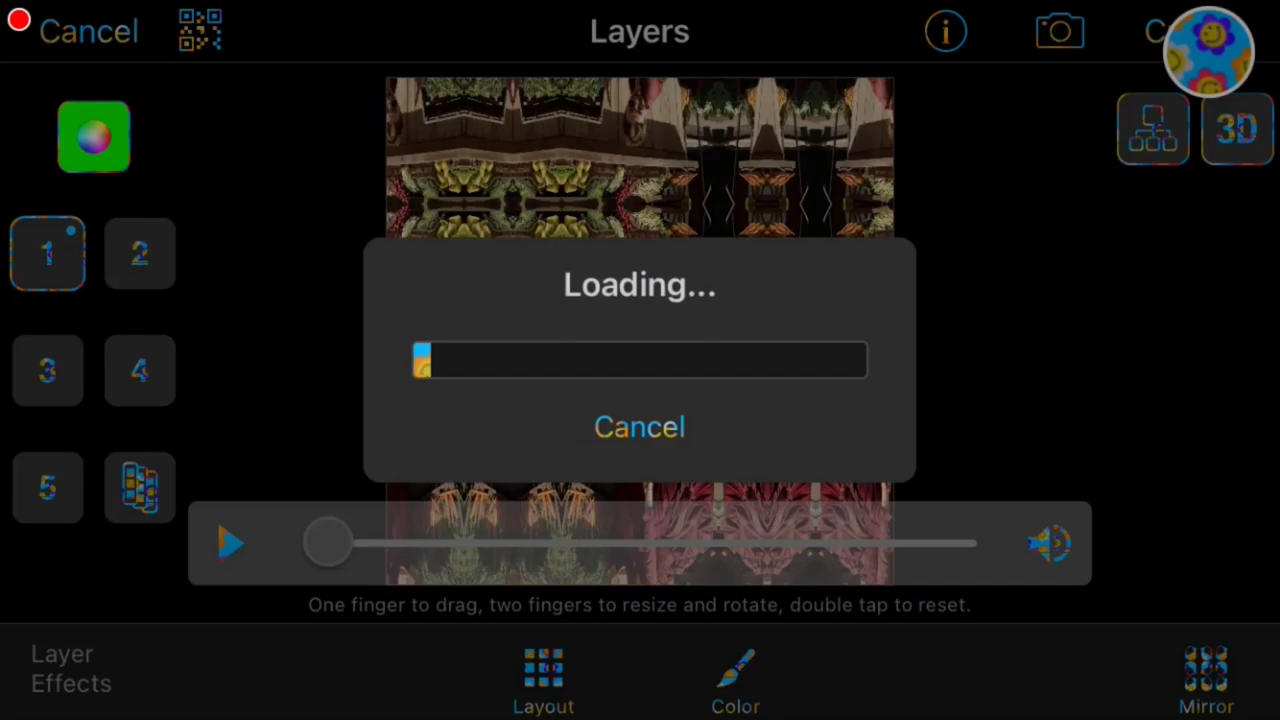 Cancel
Layers
3D
1
2
Loading...
3
4
Cancel
5
One finger to drag, two fingers to resize and rotate, double tap to reset.
Layer
Effects
Layout
Color
Mirror